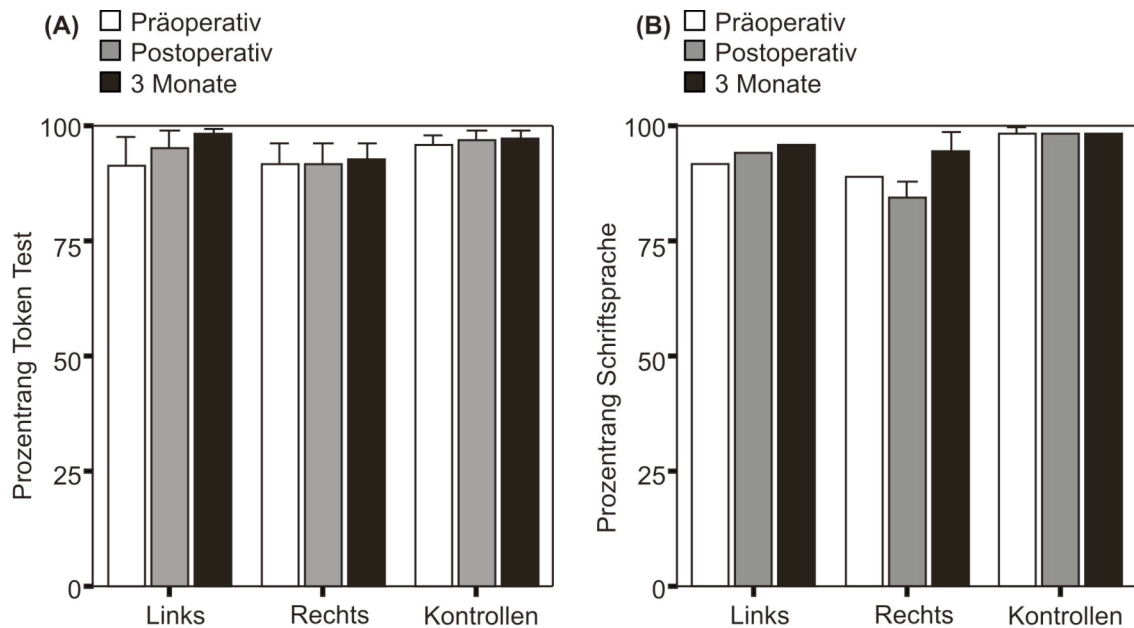 (A)
Präoperativ
Postoperativ
3 Monate
Prozentrang Token Test
100
75
50
25
0
Links Rechts Kontrollen
(B)
Präoperativ
Postoperativ
3 Monate
Prozentrang Schriftsprache
100
75
50
25
0
Links Rechts Kontrollen